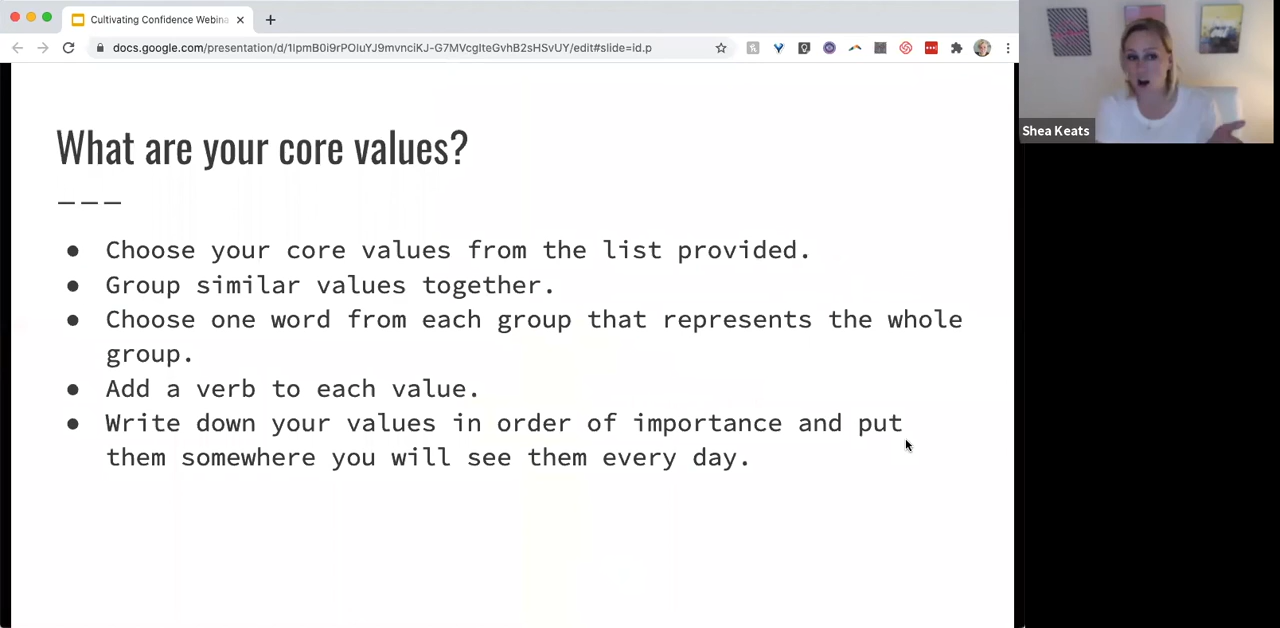 Cultivating Confidence Webina
docs.google.com/presentation/d/1IpmB0i9rPOIuYJ9mvnciKJ-G7MVcgIteGvhB2sHSvUY/edit#slide=id.p
Shea Keats
What are your core values?
● Choose your core values from the list provided.
● Group similar values together.
● Choose one word from each group that represents the whole
group.
● Add a verb to each value.
● Write down your values in order of importance and put
them somewhere you will see them every day.